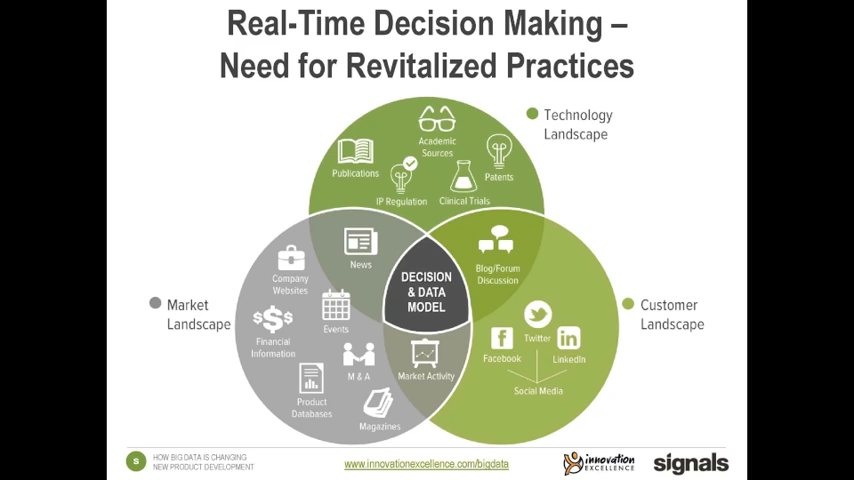 Real-Time Decision Making –
Need for Revitalized Practices
Technology
Landscape
Academic
Sources
Publications
Patents
IP Regulation
Clinical Trials
News
Blog/Forum
Discussion
DECISION
& DATA
MODEL
Company
Websites
Market
Landscape
Customer
Landscape
Events
Financial
Information
Twitter
Facebook
LinkedIn
M & A
Market Activity
Social Media
Product
Databases
Magazines
S
HOW BIG DATA IS CHANGING
NEW PRODUCT DEVELOPMENT
www.innovationexcellence.com/bigdata
innovation
EXCELLENCE
signals